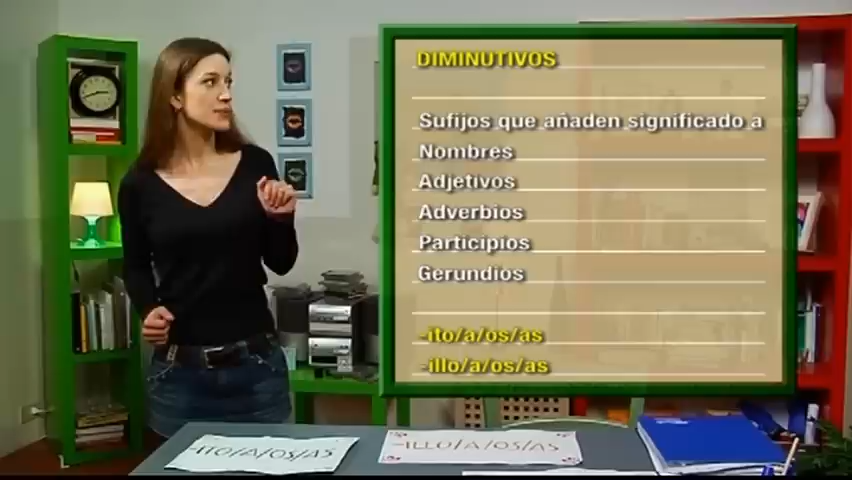 DIMINUTIVOS
Sufijos que añaden significado a
Nombres
Adjetivos
Adverbios
Participios
Gerundios
-ito/a/os/as
-illo/a/os/as
-ITO/A/OS/AS
-ILLO/A/OS/AS